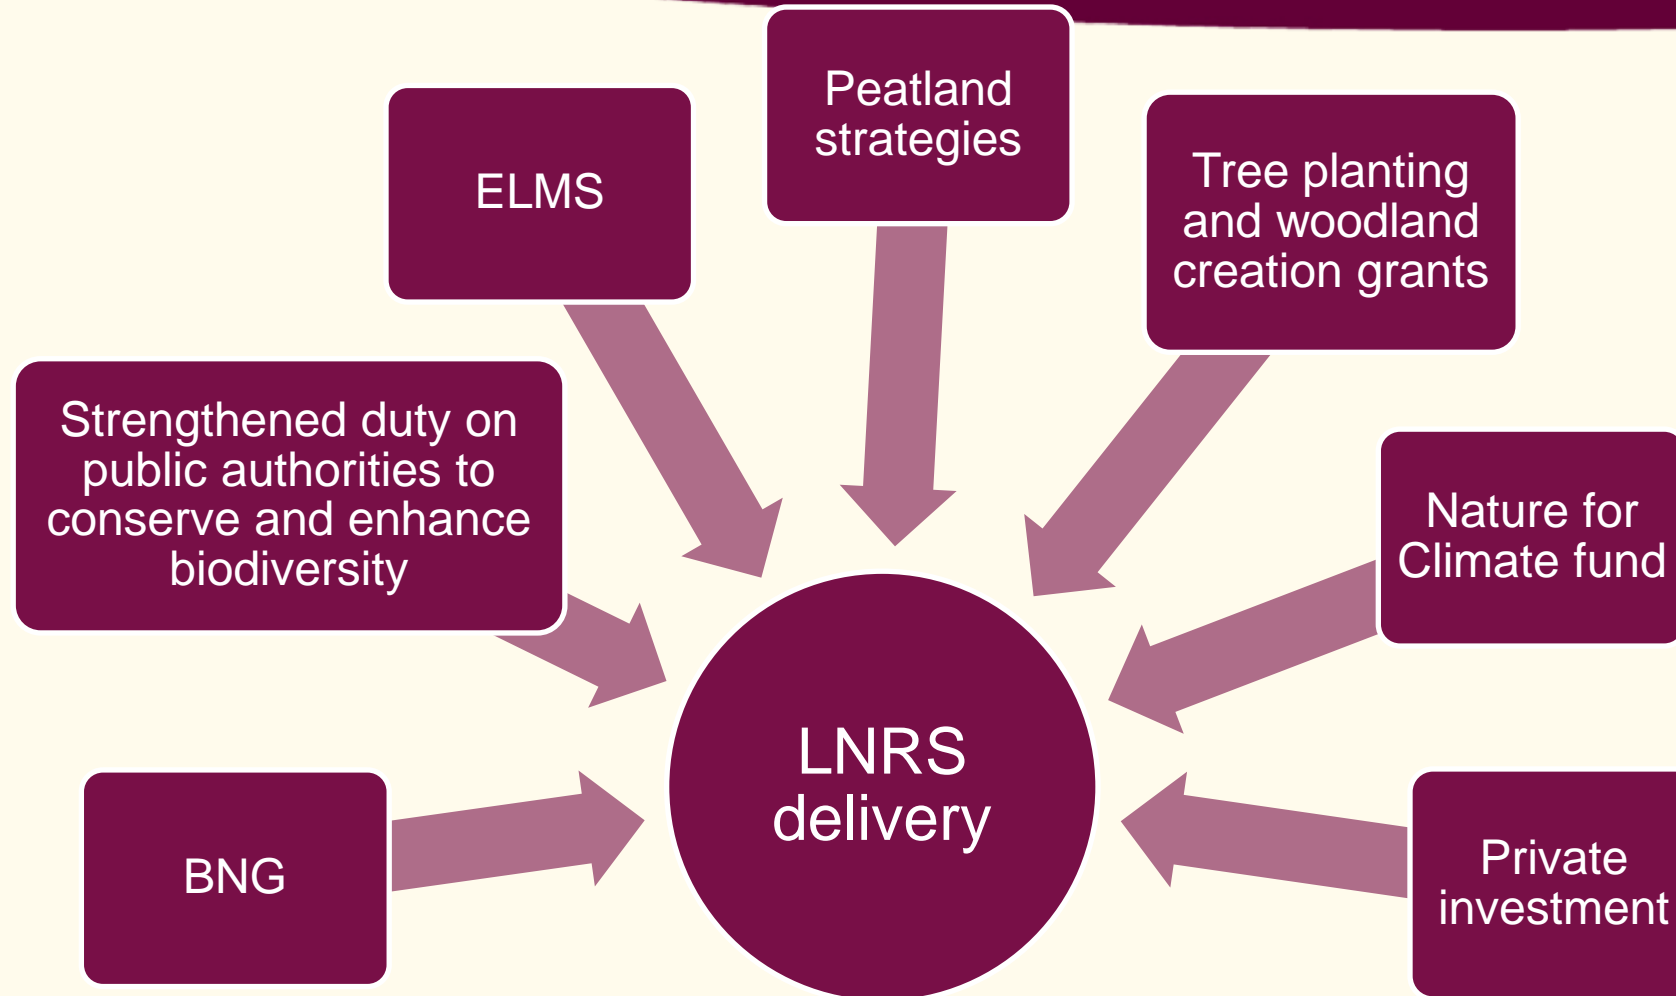 Peatland
strategies
ELMS
Tree planting
and woodland
creation grants
Strengthened duty on
public authorities to
conserve and enhance
biodiversity
Nature for
Climate fund
LNRS
delivery
BNG
Private
investment